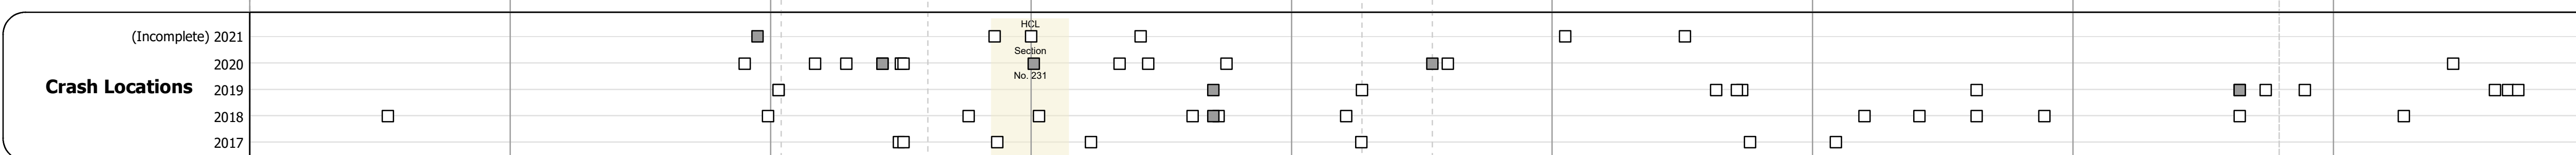 Crash Locations
(Incomplete) 2021
2020
2019
2018
2017
HCL
Section
No. 231